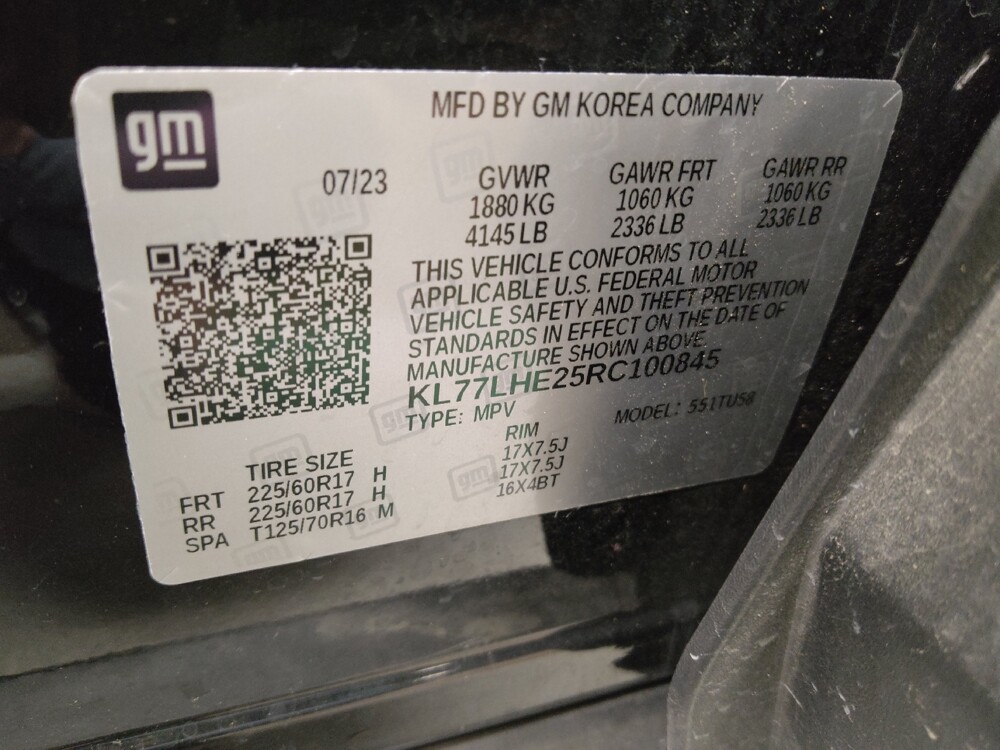 gm
MFD BY GM KOREA COMPANY
07/23
GVWR GAWR FRT GAWR RR
1880 KG 1060 KG 1060 KG
4145 LB 2336 LB 2336 LB
THIS VEHICLE CONFORMS TO ALL
APPLICABLE U.S. FEDERAL MOTOR
VEHICLE SAFETY AND THEFT PREVENTION
STANDARDS IN EFFECT ON THE DATE OF
MANUFACTURE SHOWN ABOVE.
KL77LHE25RC100845
TYPE: MPV MODEL: 551TU58
TIRE SIZE RIM
FRT 225/60R17 H 17X7.5J
RR 225/60R17 H 17X7.5J
SPA T125/70R16 M 16X4BT